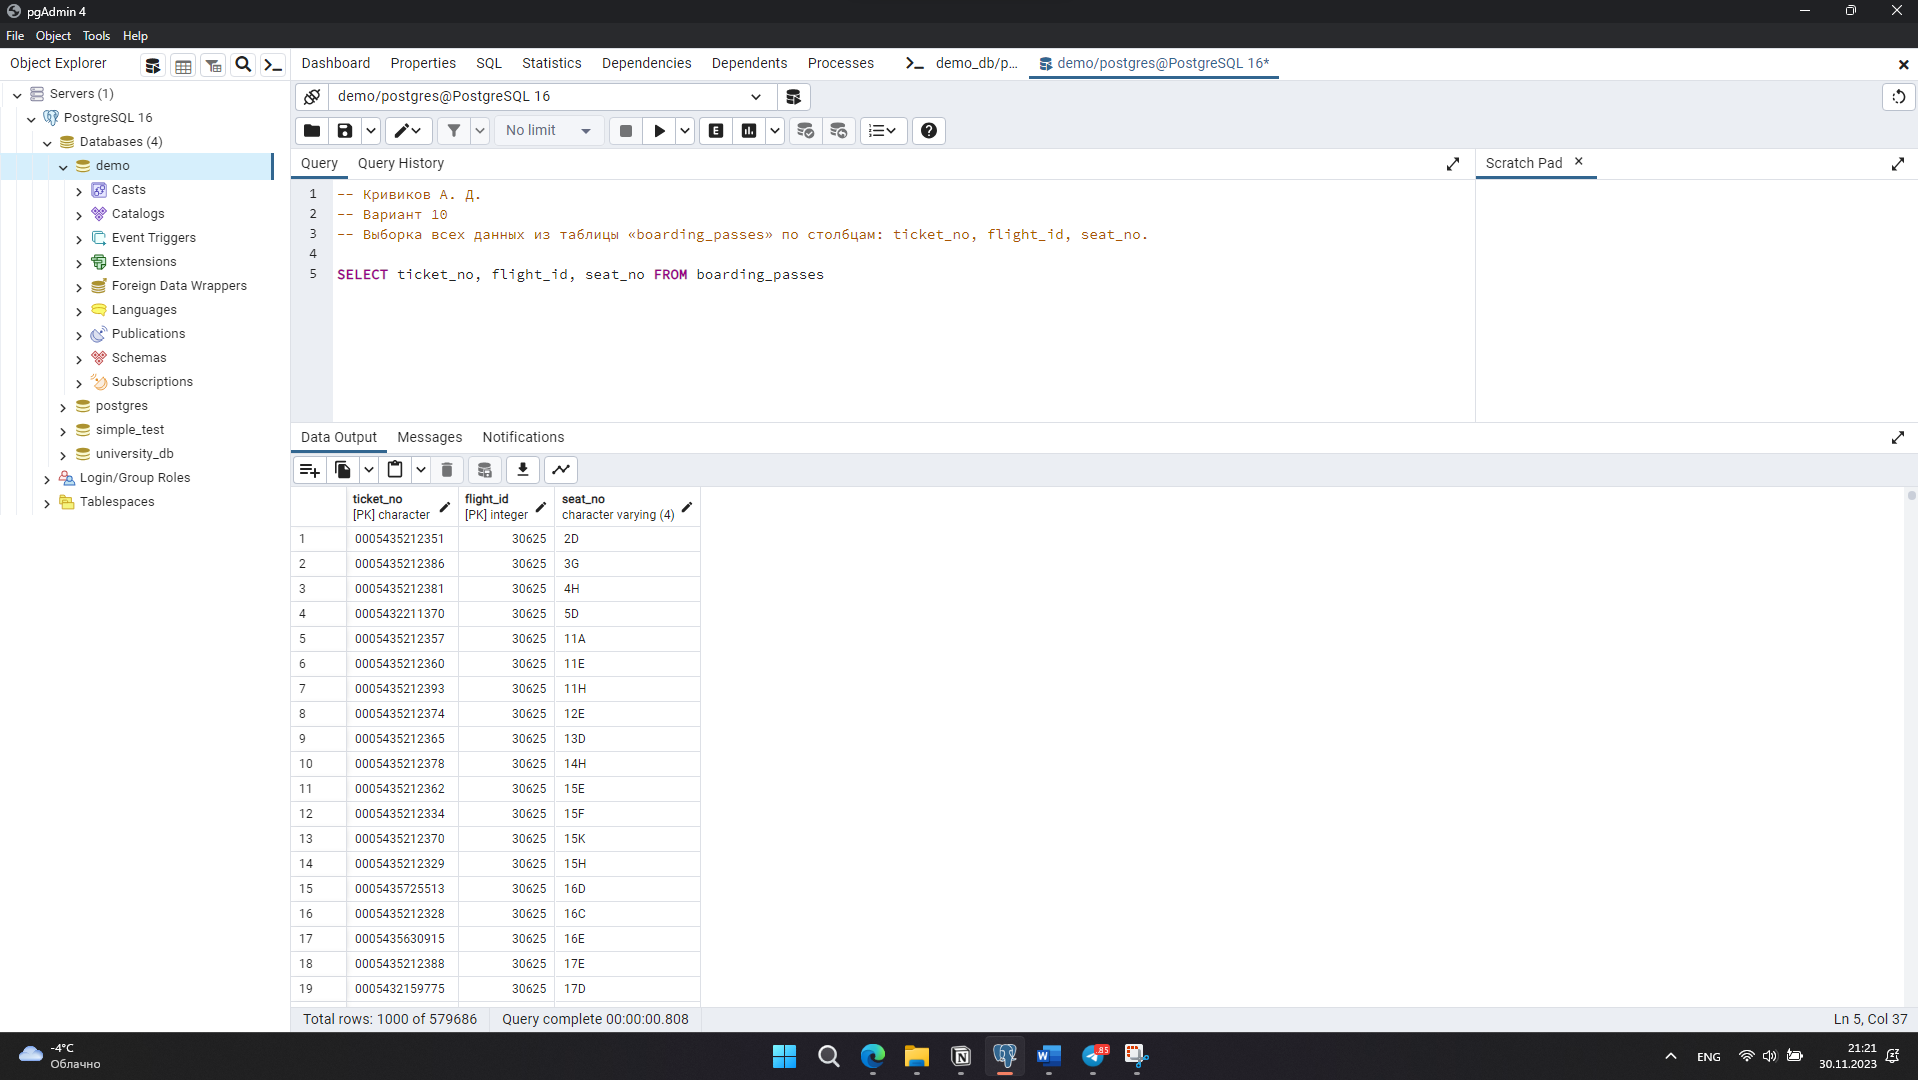 pgAdmin 4
File Object Tools Help
Object Explorer
Dashboard Properties SQL Statistics Dependencies Dependents Processes demo_db/p... demo/postgres@PostgreSQL 16*
Servers (1)
PostgreSQL 16
Databases (4)
demo
Casts
Catalogs
Event Triggers
Extensions
Foreign Data Wrappers
Languages
Publications
Schemas
Subscriptions
postgres
simple_test
university_db
Login/Group Roles
Tablespaces
demo/postgres@PostgreSQL 16
No limit
E
Query Query History
Scratch Pad
1 -- Кривиков А. Д.
2 -- Вариант 10
3 -- Выборка всех данных из таблицы «boarding_passes» по столбцам: ticket_no, flight_id, seat_no.
4
5 SELECT ticket_no, flight_id, seat_no FROM boarding_passes
Data Output Messages Notifications
ticket_no flight_id seat_no
[PK] character [PK] integer character varying (4)
1 0005435212351 30625 2D
2 0005435212386 30625 3G
3 0005435212381 30625 4H
4 0005432211370 30625 5D
5 0005435212357 30625 11A
6 0005435212360 30625 11E
7 0005435212393 30625 11H
8 0005435212374 30625 12E
9 0005435212365 30625 13D
10 0005435212378 30625 14H
11 0005435212362 30625 15E
12 0005435212334 30625 15F
13 0005435212370 30625 15K
14 0005435212329 30625 15H
15 0005435725513 30625 16D
16 0005435212328 30625 16C
17 0005435630915 30625 16E
18 0005435212388 30625 17E
19 0005432159775 30625 17D
Total rows: 1000 of 579686 Query complete 00:00:00.808 Ln 5, Col 37
-4°C
Облачно
85
ENG
21:21
30.11.2023